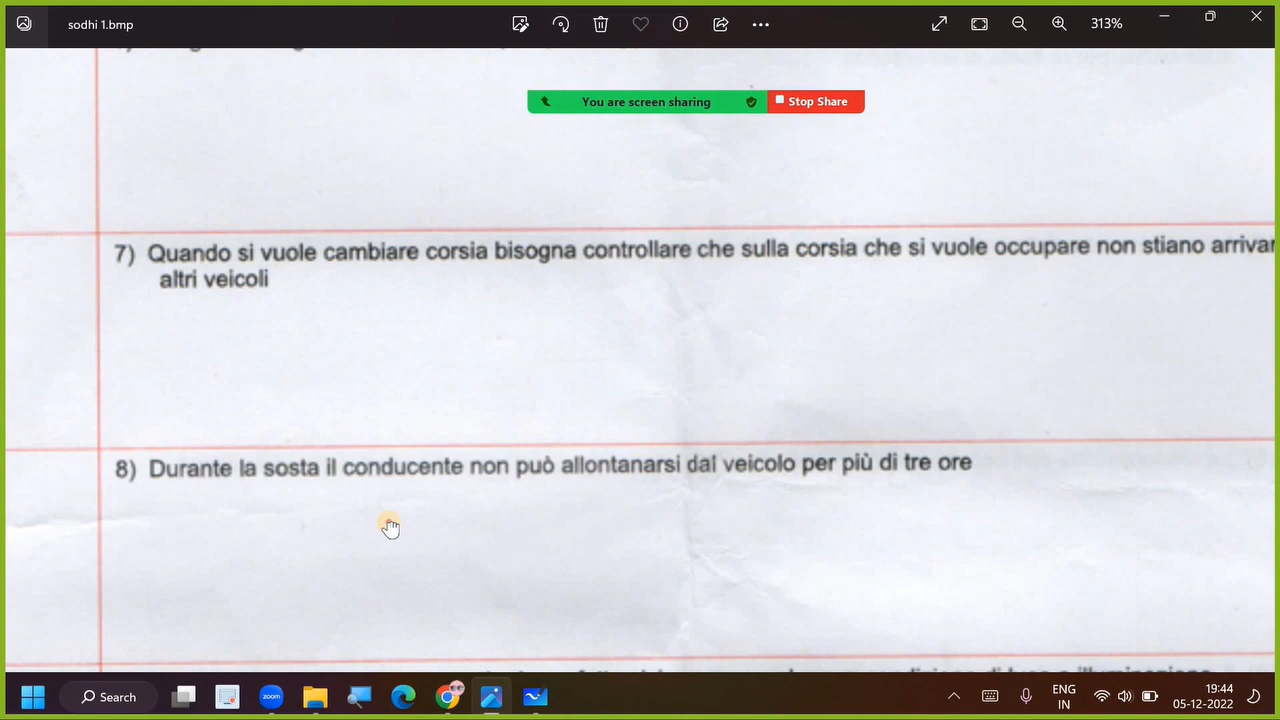 sodhi 1.bmp
313%
You are screen sharing
Stop Share
7) Quando si vuole cambiare corsia bisogna controllare che sulla corsia che si vuole occupare non stiano
altri veicoli
8) Durante la sosta il conducente non può allontanarsi dal veicolo per più di tre ore
Search
zoom
ENG
IN
19:44
05-12-2022